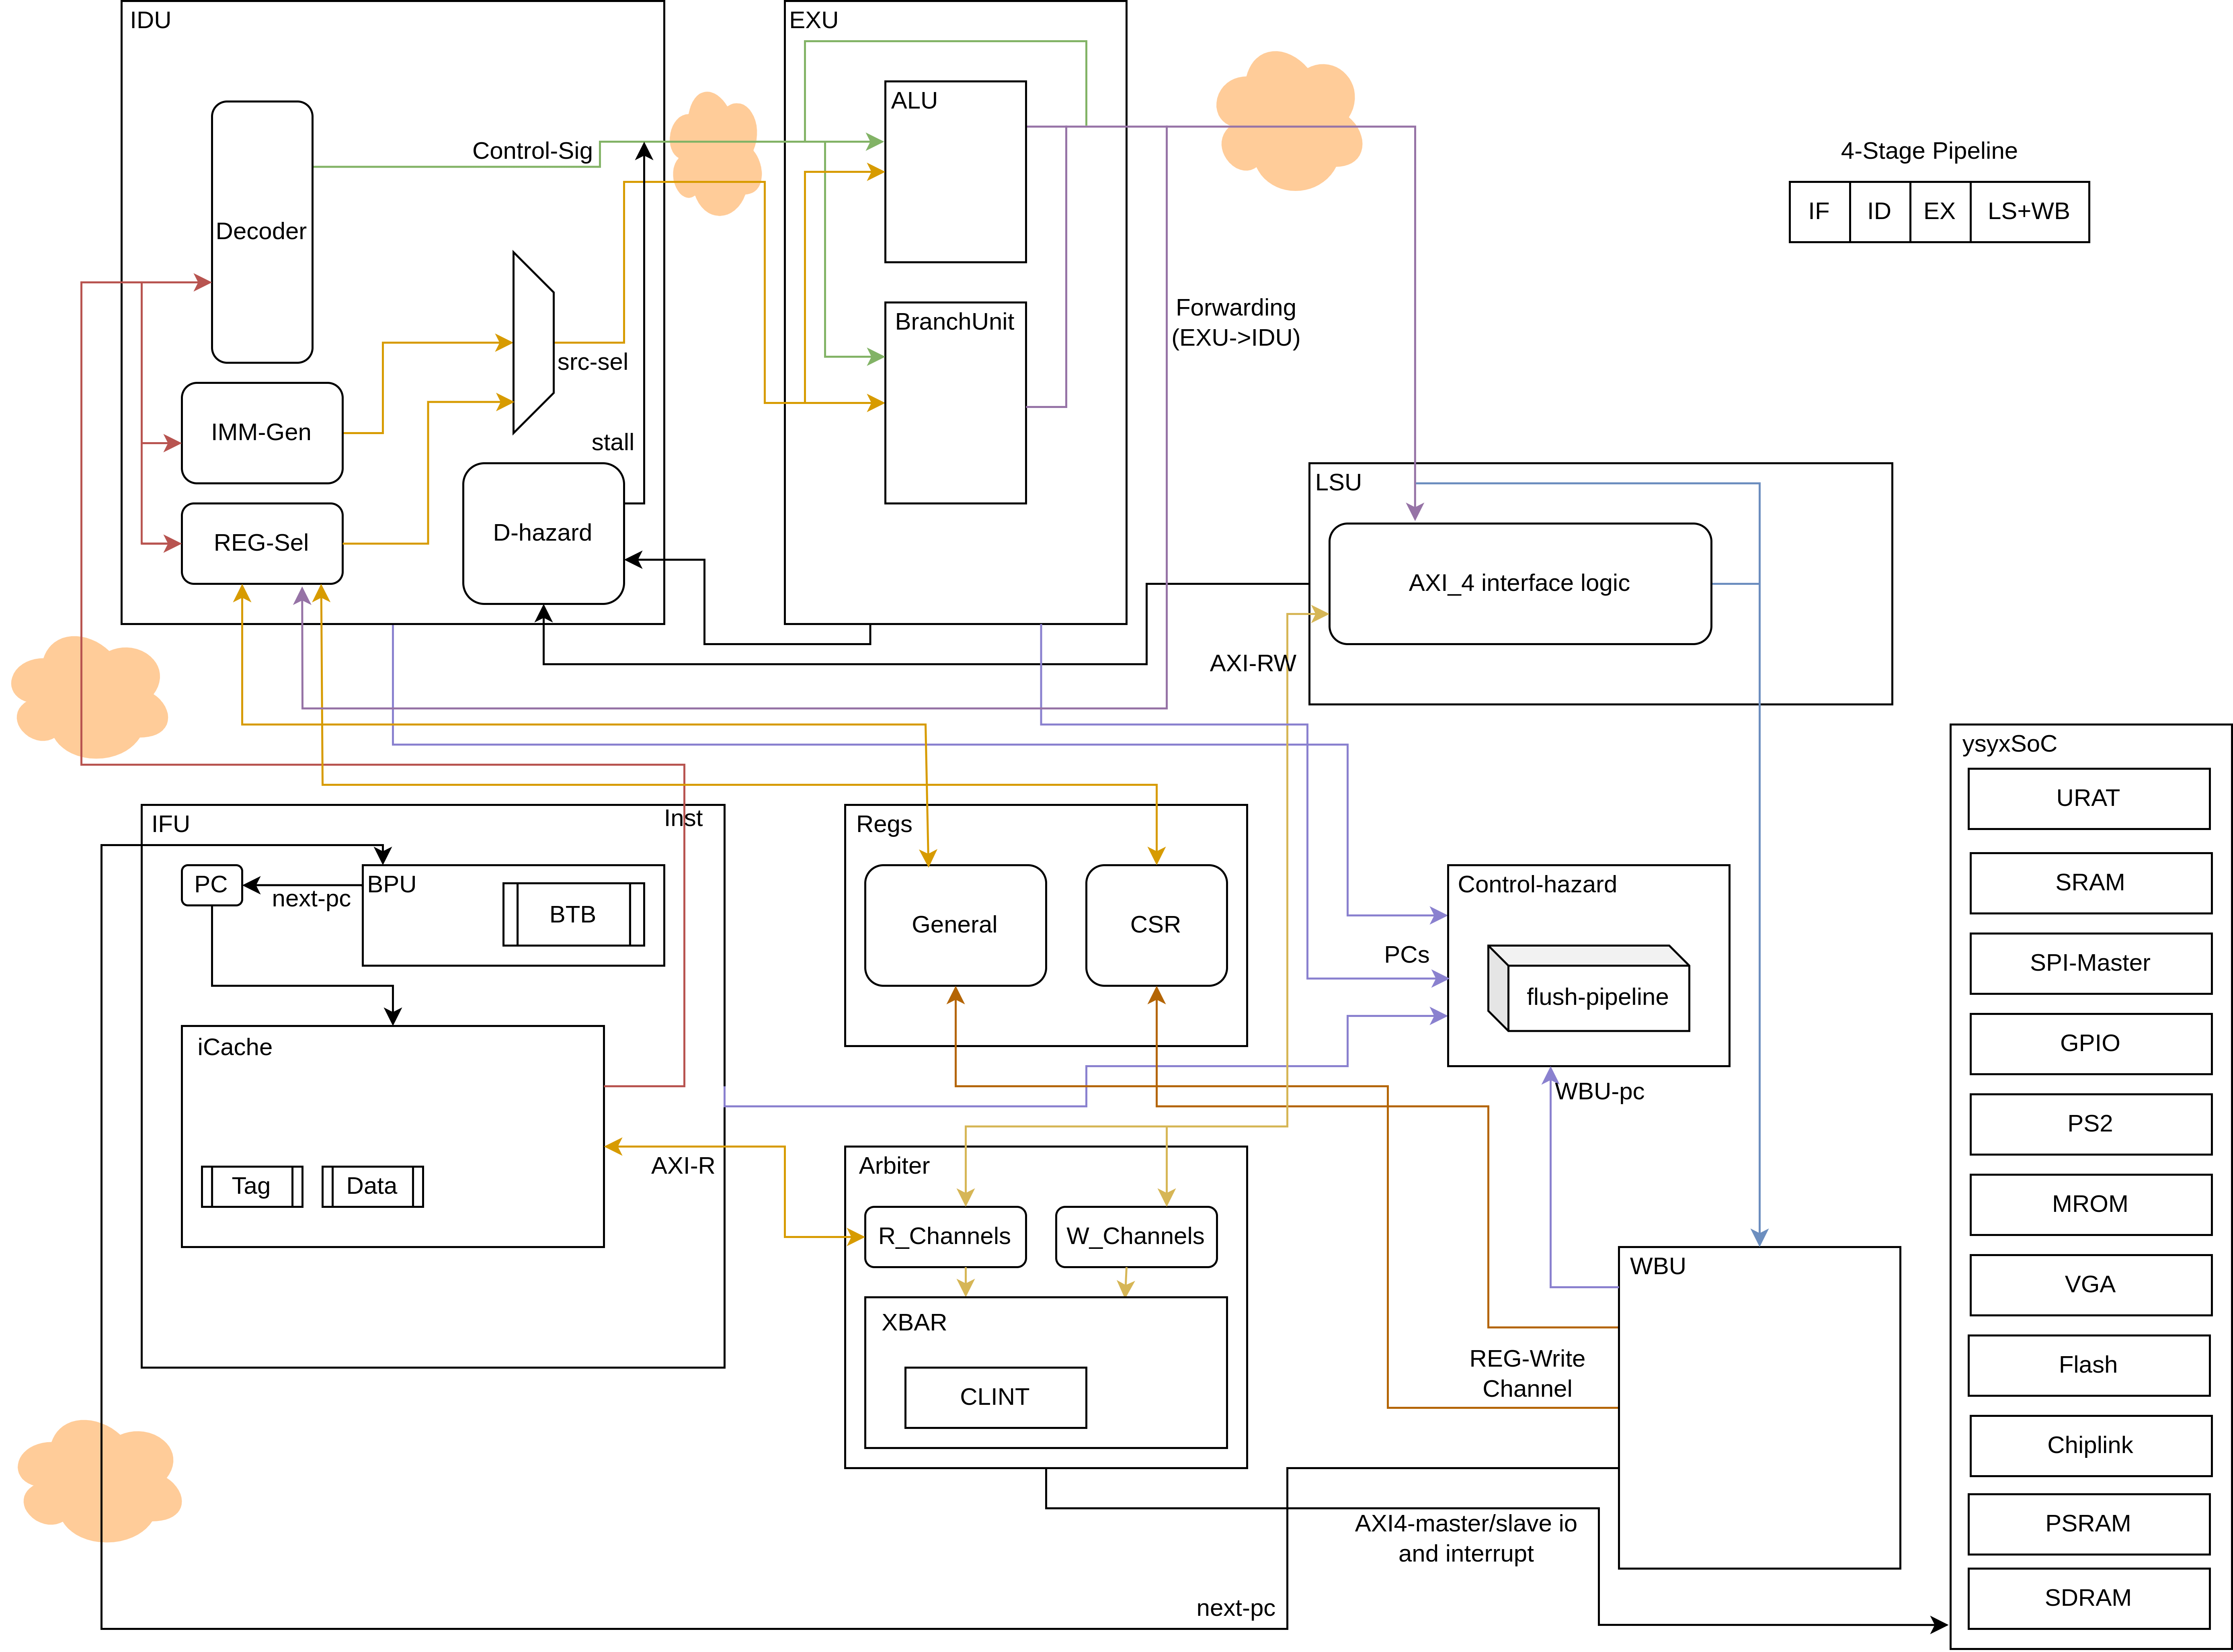 IDU
EXU
ALU
Control-Sig
Decoder
4-Stage Pipeline
IF
ID
EX
LS+WB
BranchUnit
Forwarding
(EXU->IDU)
src-sel
IMM-Gen
stall
REG-Sel
D-hazard
LSU
AXI_4 interface logic
AXI-RW
IFU
Inst
PC
next-pc
BPU
BTB
iCache
Tag
Data
AXI-R
Regs
General
CSR
Control-hazard
PCs
flush-pipeline
WBU-pc
Arbiter
R_Channels
W_Channels
XBAR
CLINT
WBU
REG-Write
Channel
AXI4-master/slave io
and interrupt
next-pc
ysyxSoC
URAT
SRAM
SPI-Master
GPIO
PS2
MROM
VGA
Flash
Chiplink
PSRAM
SDRAM